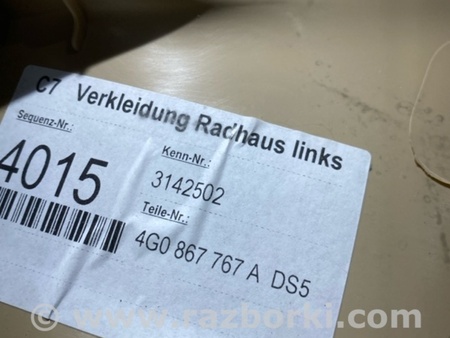 C7 Verkleidung Radhaus links
Sequenz-Nr.:
4015
Kenn-Nr.:
3142502
Teile-Nr.:
4G0 867 767 A DS5
© www.razborki.com ®